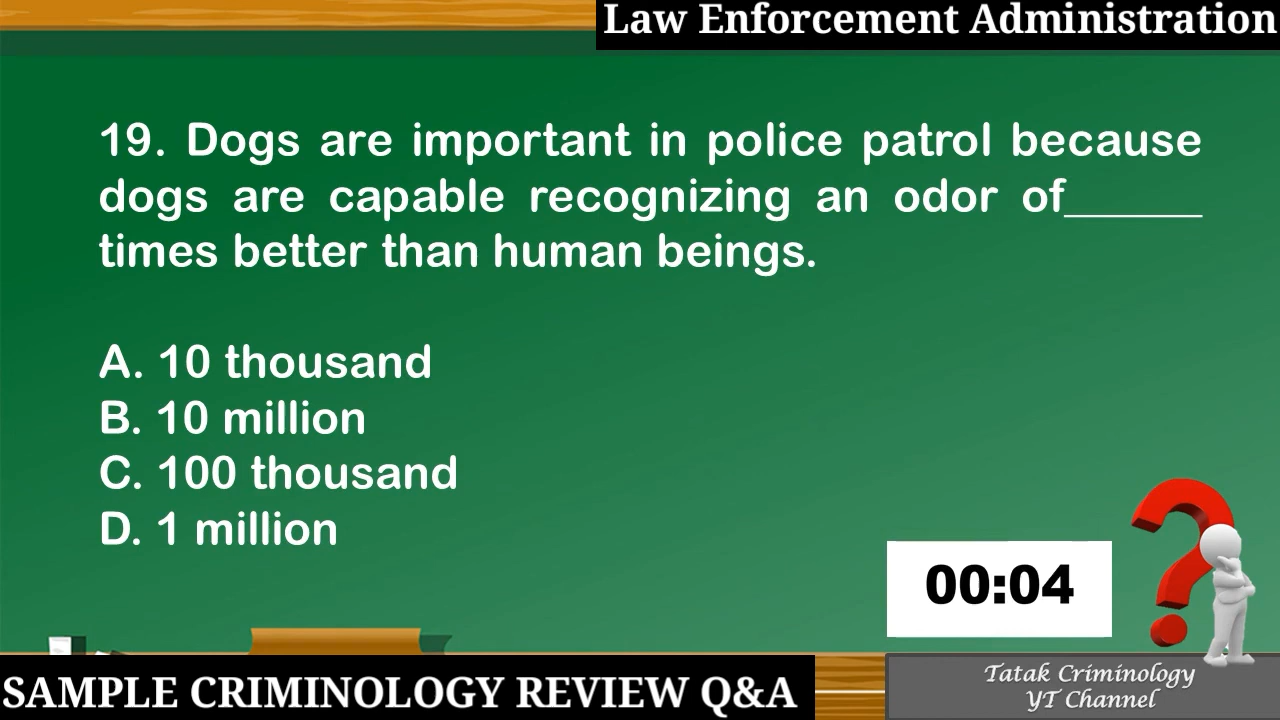 Law Enforcement Administration
19. Dogs are important in police patrol because
dogs are capable recognizing an odor of______
times better than human beings.
A. 10 thousand
B. 10 million
C. 100 thousand
D. 1 million
00:04
SAMPLE CRIMINOLOGY REVIEW Q&A
Tatak Criminology
YT Channel